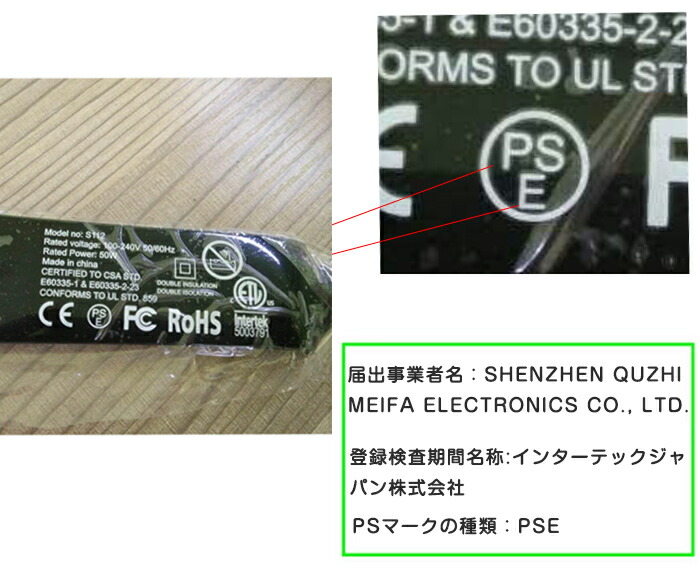 5-1 & E60335-2-2
ORMS TO UL STD
CE
PS
E
F
Model no: S112
Rated voltage: 100-240V 50/60Hz
Rated Power: 50W
Made in china
CERTIFIED TO CSA STD
E60335-1 & E60335-2-23
CONFORMS TO UL STD. 859
DOUBLE INSULATION
DOUBLE ISOLATION
ETL
US
CE
PS
E
FC
RoHS
Intertek
5003791
届出事業者名：SHENZHEN QUZHI
MEIFA ELECTRONICS CO., LTD.
登録検査期間名称:インターテックジャ
パン株式会社
PSマークの種類：PSE